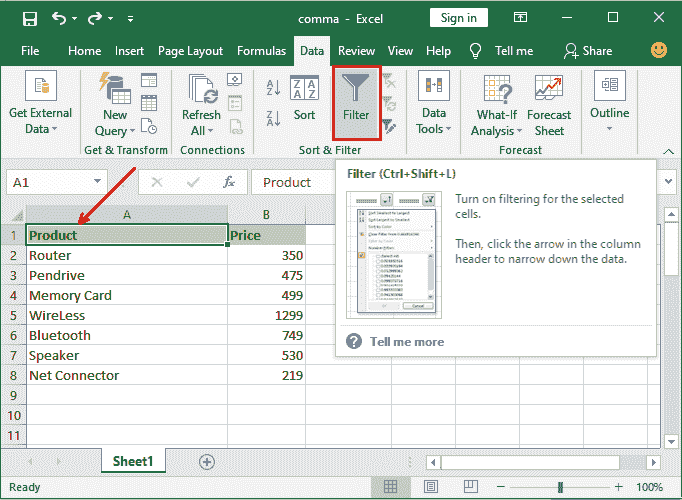 comma - Excel
Sign in
File Home Insert Page Layout Formulas Data Review View Help Tell me Share
Get External Data
New Query
Get & Transform
Refresh All
Connections
A Z
Z A
Z A A Z
Sort
Filter
Sort & Filter
Data Tools
What-If Analysis
Forecast Sheet
Forecast
Outline
A1
fx
Product
Filter (Ctrl+Shift+L)
Turn on filtering for the selected
cells.
Then, click the arrow in the column
header to narrow down the data.
Tell me more
A B
1 Product Price
2 Router 350
3 Pendrive 475
4 Memory Card 499
5 WireLess 1299
6 Bluetooth 749
7 Speaker 530
8 Net Connector 219
9
10
11
Sheet1
Ready
100%